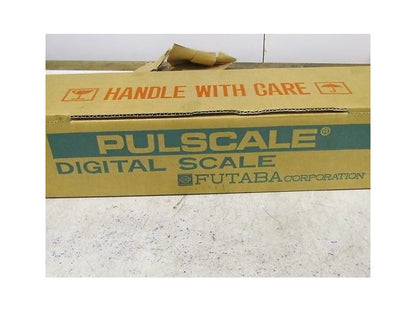 HANDLE WITH CARE
PULSCALE®
DIGITAL SCALE
FUTABA CORPORATION